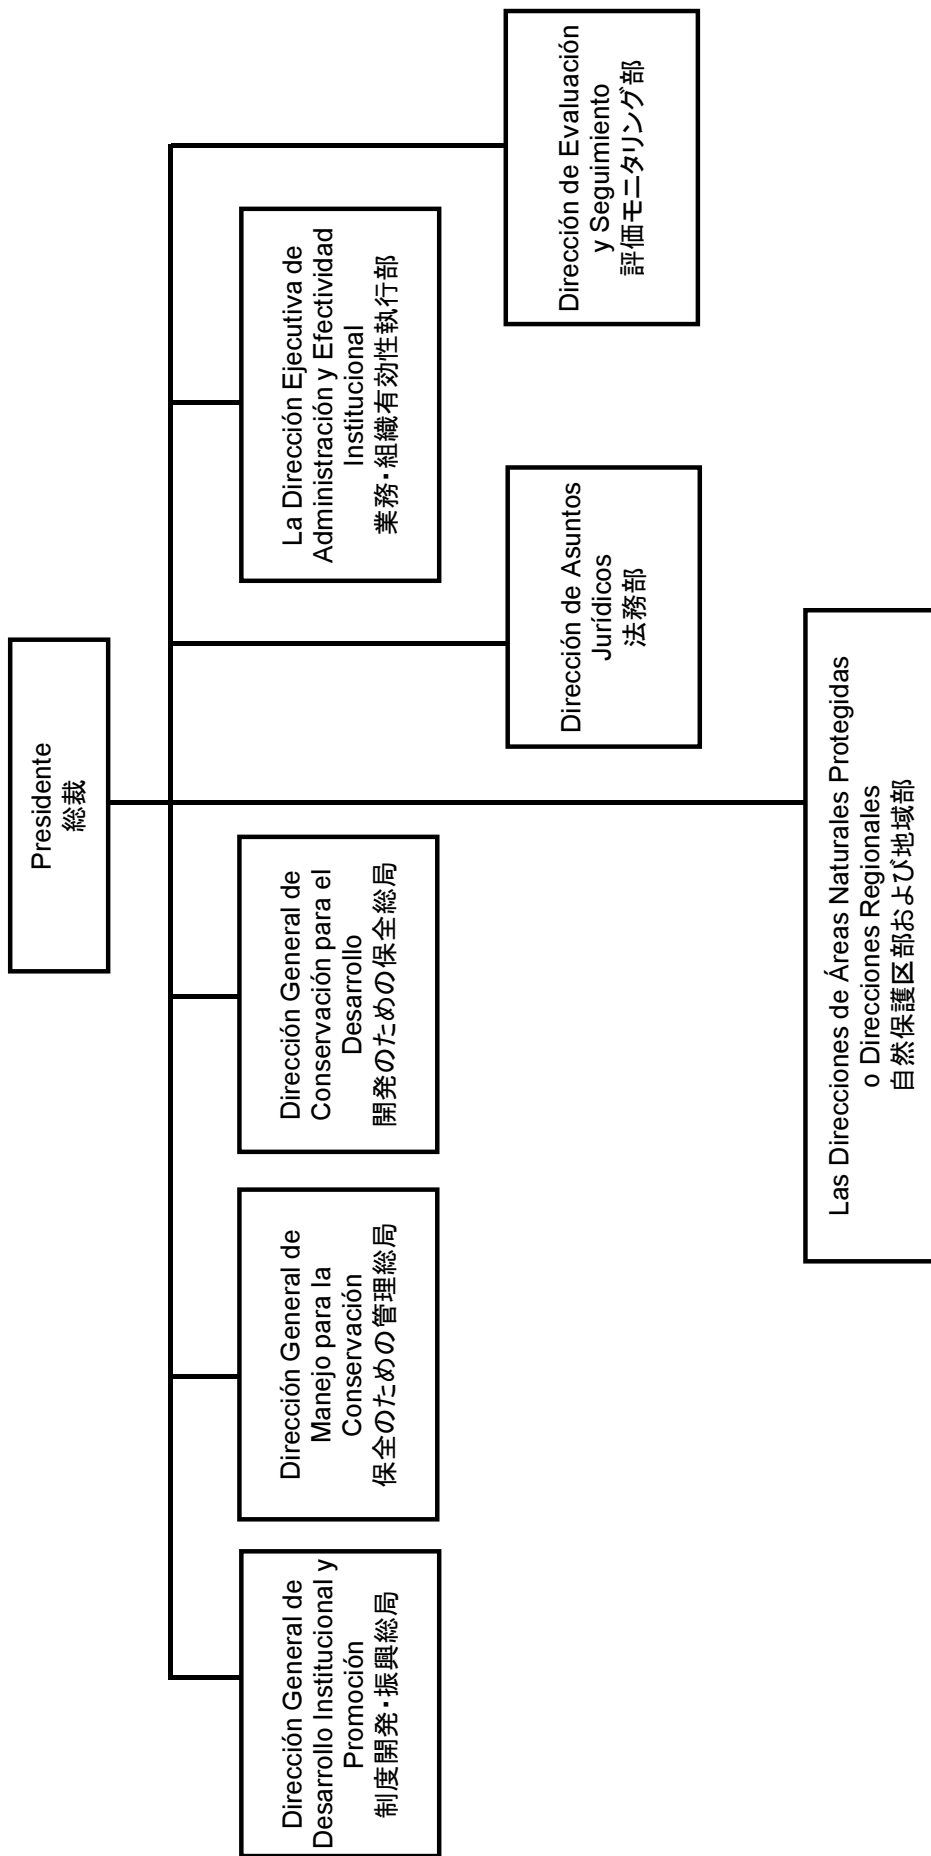 Presidente
総裁
Dirección General de
Desarrollo Institucional y
Promoción
制度開発・振興総局
Dirección General de
Manejo para la
Conservación
保全のための管理総局
Dirección General de
Conservación para el
Desarrollo
開発のための保全総局
La Dirección Ejecutiva de
Administración y Efectividad
Institucional
業務・組織有効性執行部
Dirección de Asuntos
Jurídicos
法務部
Dirección de Evaluación
y Seguimiento
評価モニタリング部
Las Direcciones de Áreas Naturales Protegidas
o Direcciones Regionales
自然保護区部および地域部